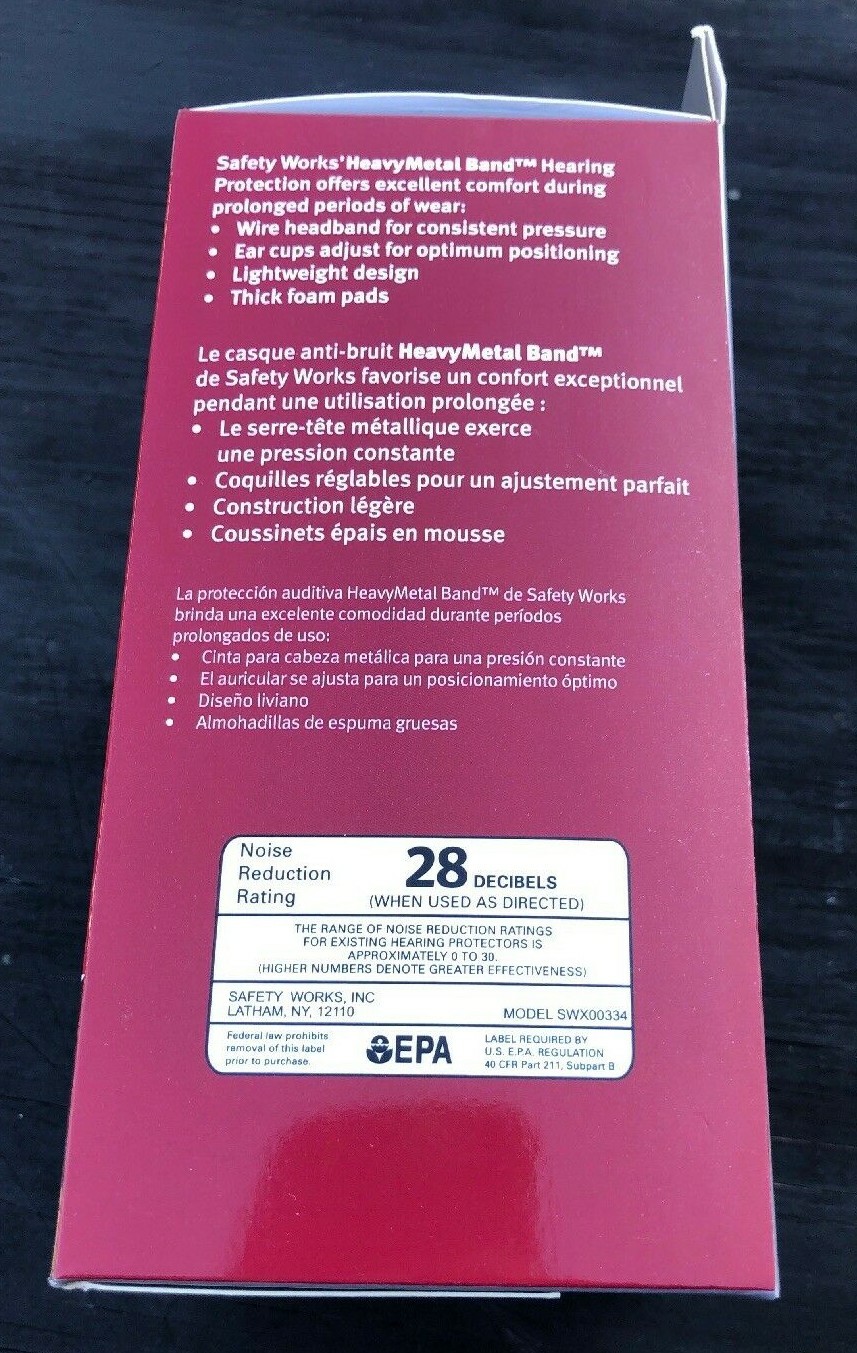 Safety Works' HeavyMetal Band™ Hearing
Protection offers excellent comfort during
prolonged periods of wear:
• Wire headband for consistent pressure
• Ear cups adjust for optimum positioning
• Lightweight design
• Thick foam pads
Le casque anti-bruit HeavyMetal Band™
de Safety Works favorise un confort exceptionnel
pendant une utilisation prolongée :
• Le serre-tête métallique exerce
une pression constante
• Coquilles réglables pour un ajustement parfait
• Construction légère
• Coussinets épais en mousse
La protección auditiva HeavyMetal Band™ de Safety Works
brinda una excelente comodidad durante períodos
prolongados de uso:
• Cinta para cabeza metálica para una presión constante
• El auricular se ajusta para un posicionamiento óptimo
• Diseño liviano
• Almohadillas de espuma gruesas
Noise
Reduction
Rating
28 DECIBELS
(WHEN USED AS DIRECTED)
THE RANGE OF NOISE REDUCTION RATINGS
FOR EXISTING HEARING PROTECTORS IS
APPROXIMATELY 0 TO 30.
(HIGHER NUMBERS DENOTE GREATER EFFECTIVENESS)
SAFETY WORKS, INC
LATHAM, NY, 12110
MODEL SWX00334
Federal law prohibits
removal of this label
prior to purchase.
EPA
LABEL REQUIRED BY
U.S. E.P.A. REGULATION
40 CFR Part 211, Subpart B